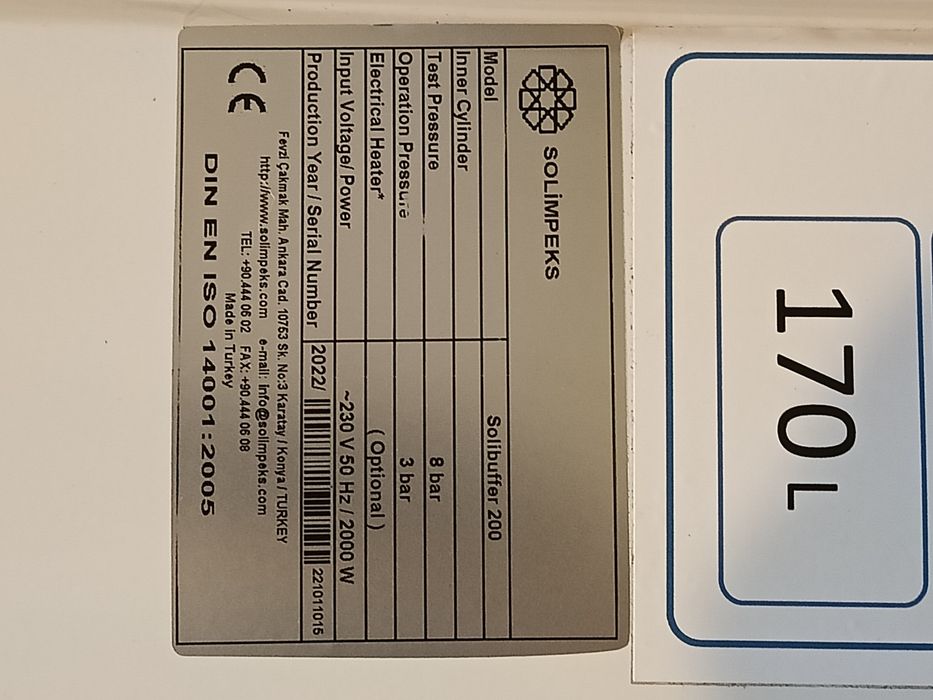 SOLİMPEKS
Model Solibuffer 200
Inner Cylinder
Test Pressure 8 bar
Operation Pressure 3 bar
Electrical Heater* ( Optional )
Input Voltage/ Power ~230 V 50 Hz / 2000 W
Production Year / Serial Number 2022/ 221011015
Fevzi Çakmak Mah. Ankara Cad. 10753 Sk. No:3 Karatay / Konya / TURKEY
http://www.solimpeks.com e-mail: info@solimpeks.com
TEL: +90.444 06 02 FAX: +90.444 06 08
Made in Turkey
CE
DIN EN ISO 14001:2005
170 L